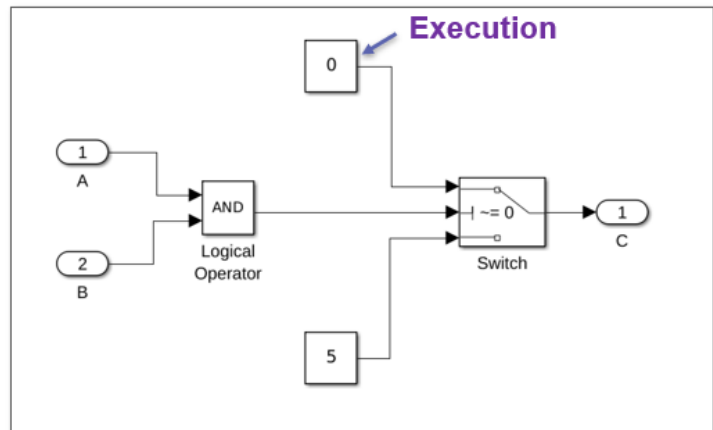 Execution
0
1
A
AND
~= 0
1
Logical
Operator
Switch
C
2
B
5